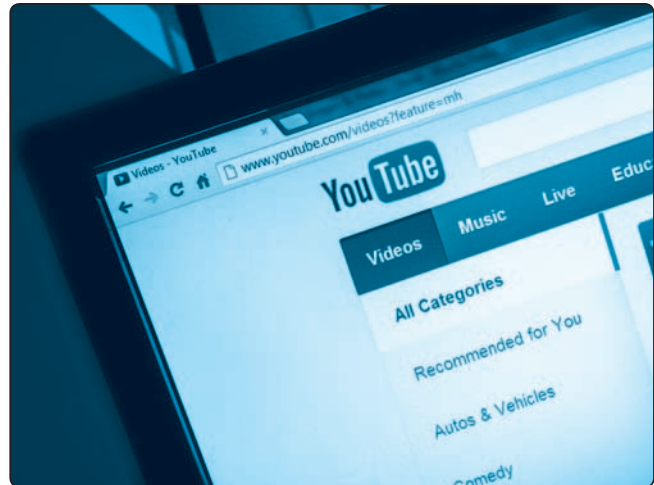 Videos - YouTube
www.youtube.com/videos?feature=mh
YouTube
Videos Music Live Educ
All Categories
Recommended for You
Autos & Vehicles
Comedy